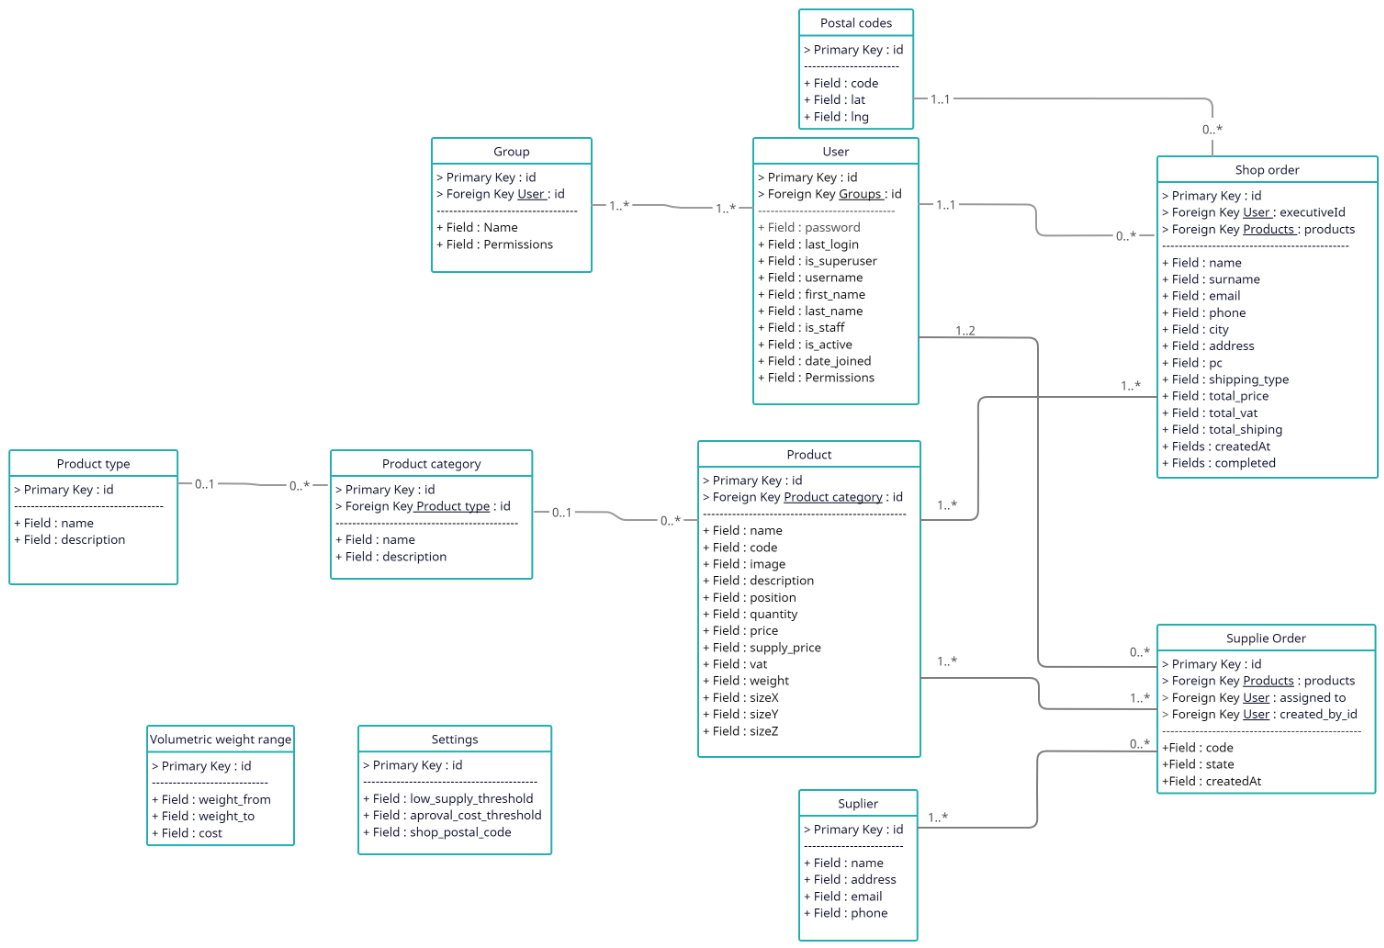 Postal codes
> Primary Key : id
-----------------------
+ Field : code
+ Field : lat
+ Field : lng
1..1
0..*
Group
> Primary Key : id
> Foreign Key User : id
----------------------------------
+ Field : Name
+ Field : Permissions
1..*
1..*
User
> Primary Key : id
> Foreign Key Groups : id
---------------------------------
+ Field : password
+ Field : last_login
+ Field : is_superuser
+ Field : username
+ Field : first_name
+ Field : last_name
+ Field : is_staff
+ Field : is_active
+ Field : date_joined
+ Field : Permissions
1..1
0..*
1..2
Shop order
> Primary Key : id
> Foreign Key User : executiveId
> Foreign Key Products : products
---------------------------------------------
+ Field : name
+ Field : surname
+ Field : email
+ Field : phone
+ Field : city
+ Field : address
+ Field : pc
+ Field : shipping_type
+ Field : total_price
+ Field : total_vat
+ Field : total_shiping
+ Fields : createdAt
+ Fields : completed
1..*
Product type
> Primary Key : id
------------------------------------
+ Field : name
+ Field : description
0..1
0..*
Product category
> Primary Key : id
> Foreign Key Product type : id
--------------------------------------------
+ Field : name
+ Field : description
0..1
0..*
Product
> Primary Key : id
> Foreign Key Product category : id
-------------------------------------------------
+ Field : name
+ Field : code
+ Field : image
+ Field : description
+ Field : position
+ Field : quantity
+ Field : price
+ Field : supply_price
+ Field : vat
+ Field : weight
+ Field : sizeX
+ Field : sizeY
+ Field : sizeZ
1..*
1..*
0..*
1..*
0..*
Supplie Order
> Primary Key : id
> Foreign Key Products : products
> Foreign Key User : assigned to
> Foreign Key User : created_by_id
------------------------------------------------
+Field : code
+Field : state
+Field : createdAt
Volumetric weight range
> Primary Key : id
----------------------------
+ Field : weight_from
+ Field : weight_to
+ Field : cost
Settings
> Primary Key : id
------------------------------------------
+ Field : low_supply_threshold
+ Field : aproval_cost_threshold
+ Field : shop_postal_code
Suplier
> Primary Key : id
------------------------
+ Field : name
+ Field : address
+ Field : email
+ Field : phone
1..*